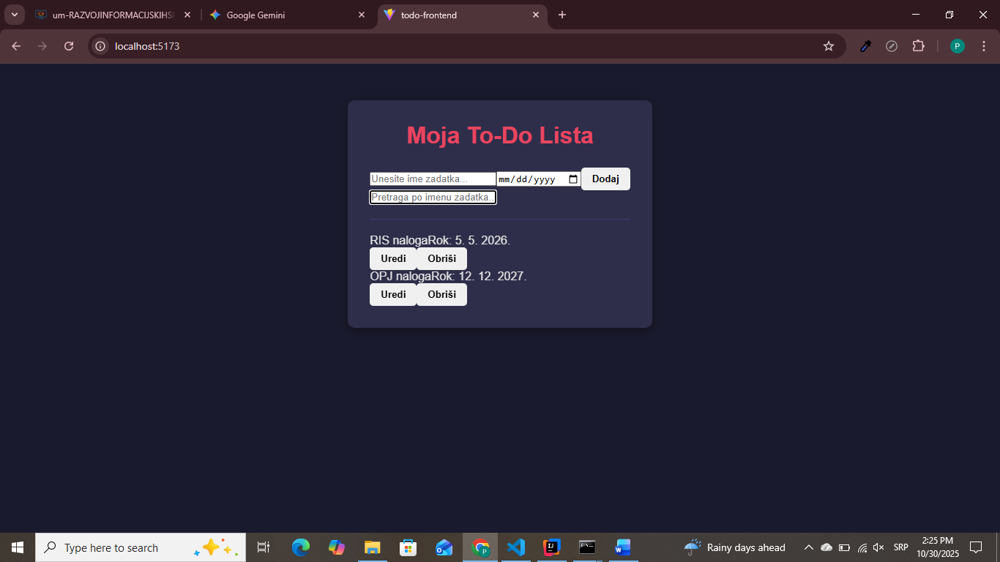 um-RAZVOJINFORMACIJSKIHSI
Google Gemini
todo-frontend
localhost:5173
P
Moja To-Do Lista
Unesite ime zadatka...
mm/dd/yyyy
Dodaj
Pretraga po imenu zadatka..
RIS nalogaRok: 5. 5. 2026.
Uredi Obriši
OPJ nalogaRok: 12. 12. 2027.
Uredi Obriši
Type here to search
Rainy days ahead
SRP
2:25 PM
10/30/2025